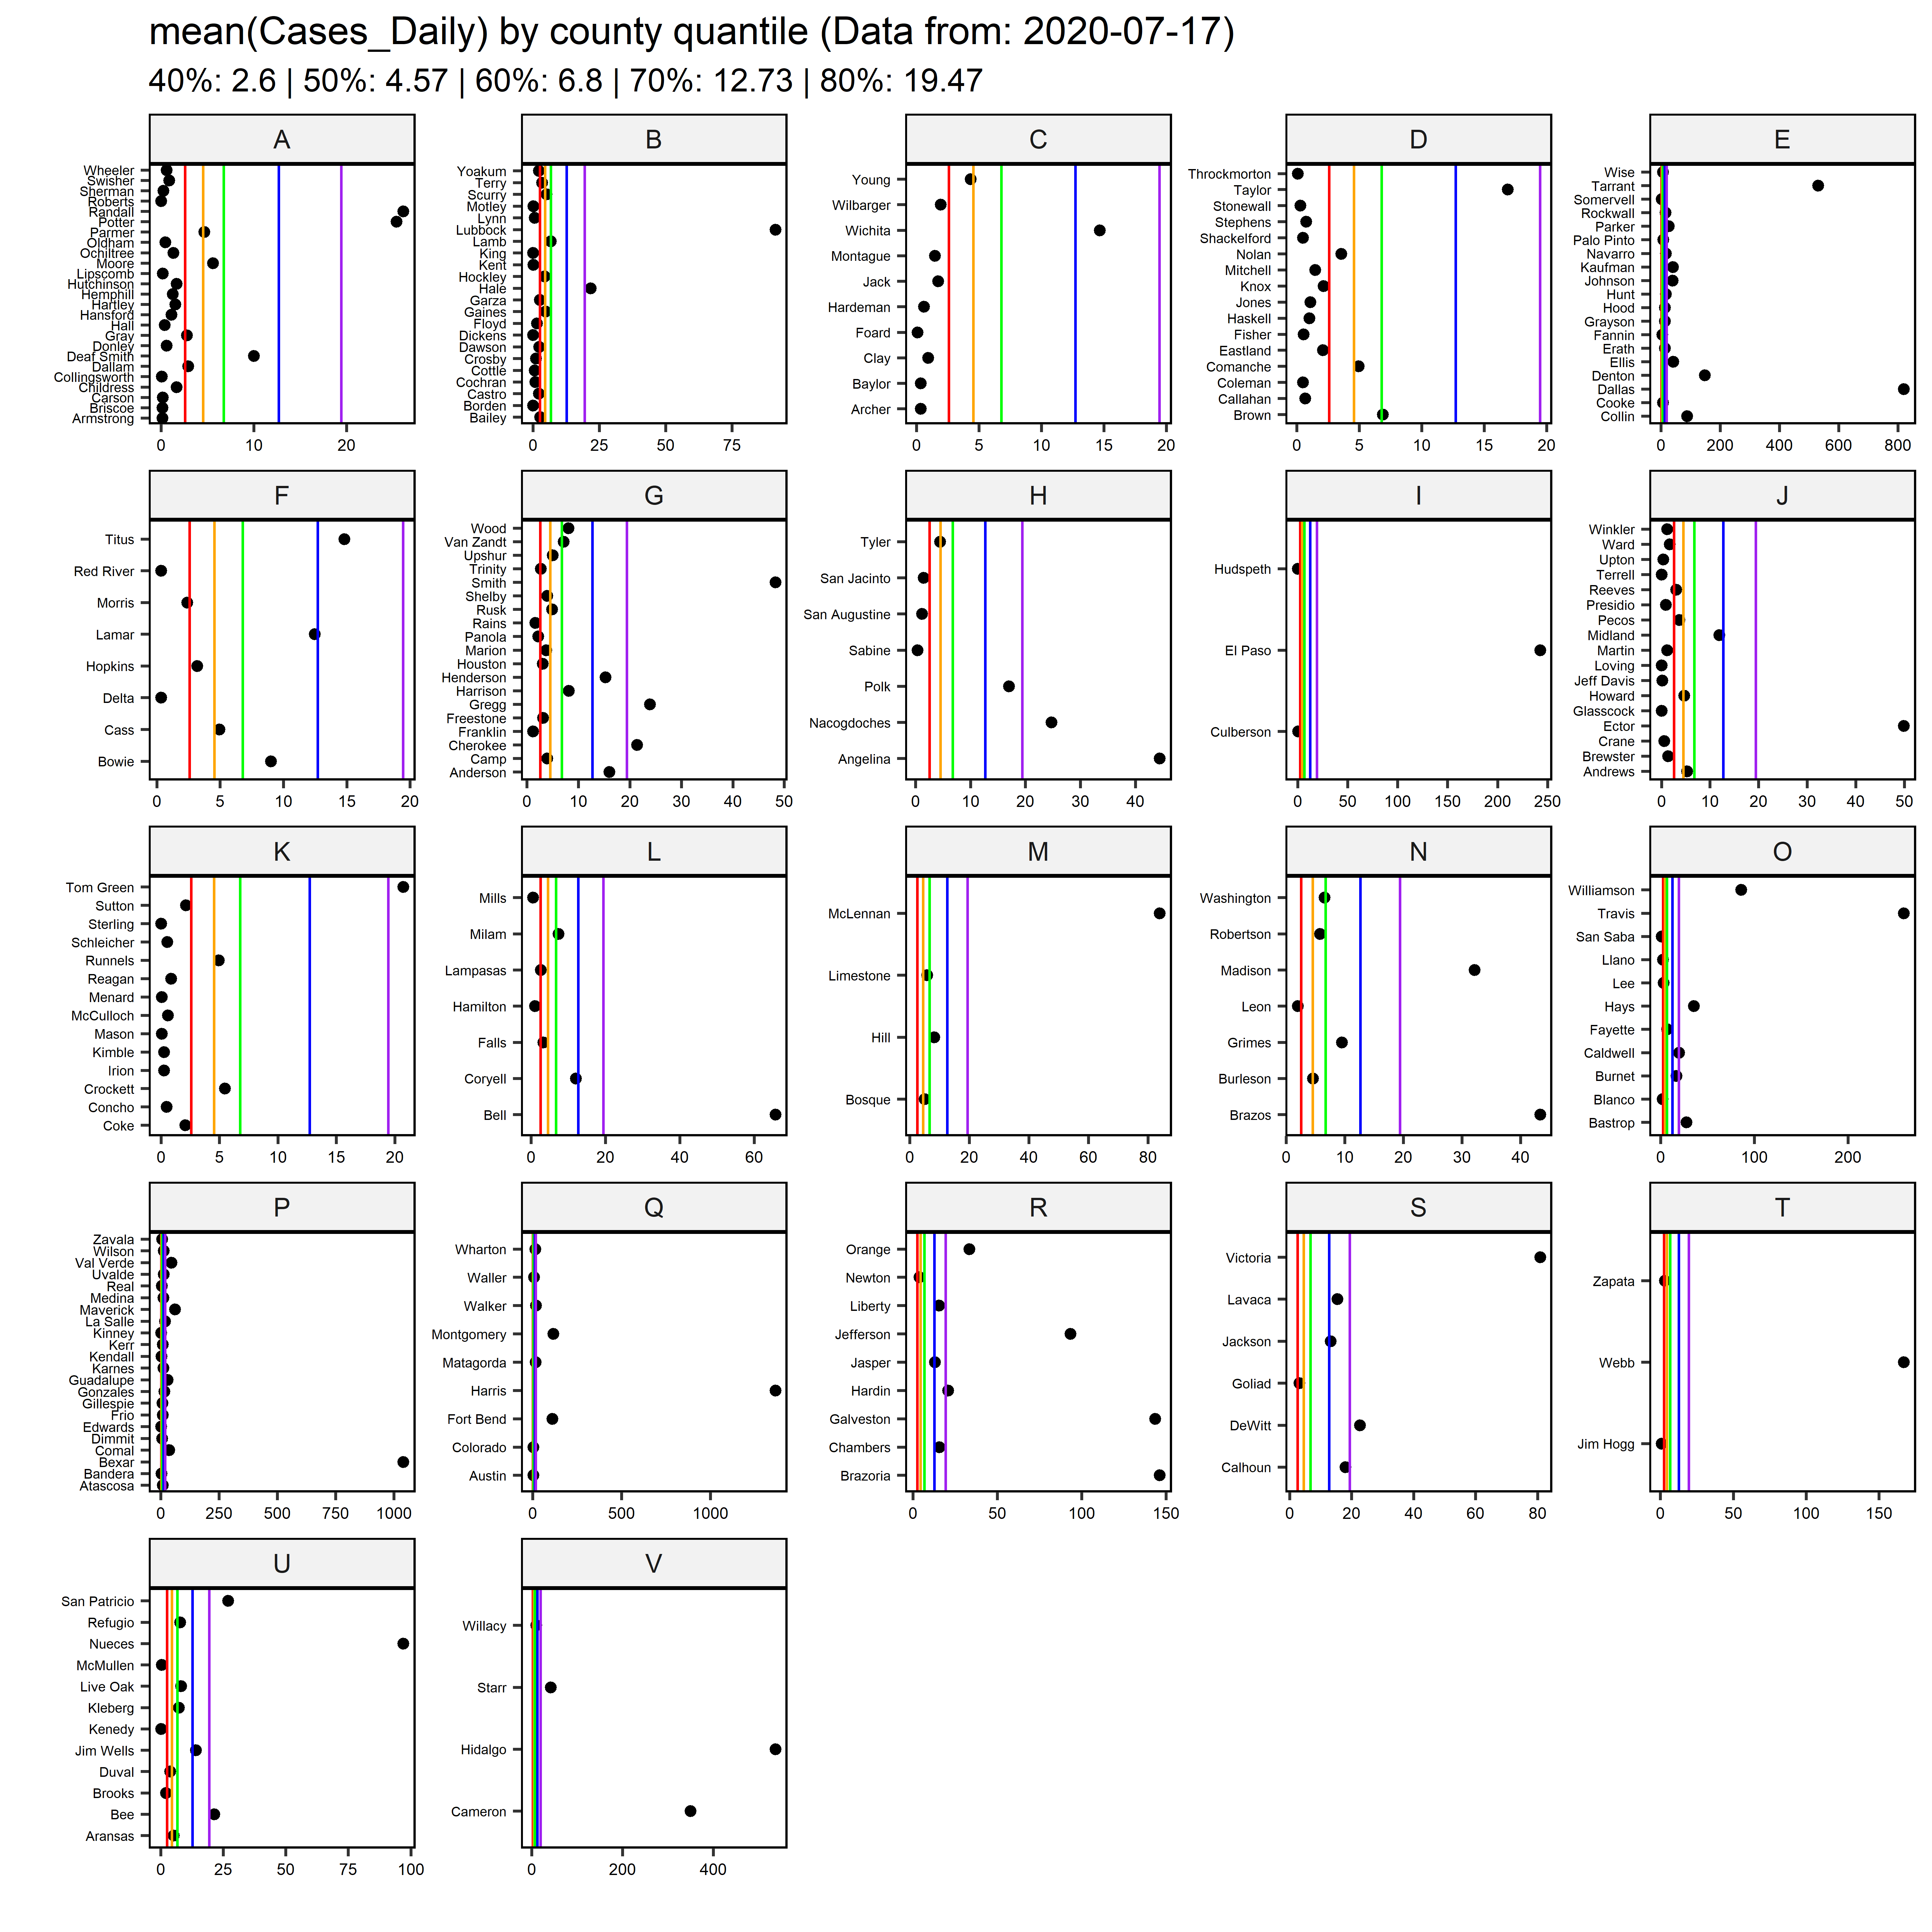 mean(Cases_Daily) by county quantile (Data from: 2020-07-17)
40%: 2.6 | 50%: 4.57 | 60%: 6.8 | 70%: 12.73 | 80%: 19.47
A
Wheeler
Swisher
Sherman
Roberts
Randall
Potter
Parmer
Oldham
Ochiltree
Moore
Lipscomb
Hutchinson
Hemphill
Hartley
Hansford
Hall
Gray
Donley
Deaf Smith
Dallam
Collingsworth
Childress
Carson
Briscoe
Armstrong
0 10 20
B
Yoakum
Terry
Scurry
Motley
Lynn
Lubbock
Lamb
King
Kent
Hockley
Hale
Garza
Gaines
Floyd
Dickens
Dawson
Crosby
Cottle
Cochran
Castro
Borden
Bailey
0 25 50 75
C
Young
Wilbarger
Wichita
Montague
Jack
Hardeman
Foard
Clay
Baylor
Archer
0 5 10 15 20
D
Throckmorton
Taylor
Stonewall
Stephens
Shackelford
Nolan
Mitchell
Knox
Jones
Haskell
Fisher
Eastland
Comanche
Coleman
Callahan
Brown
0 5 10 15 20
E
Wise
Tarrant
Somervell
Rockwall
Parker
Palo Pinto
Navarro
Kaufman
Johnson
Hunt
Hood
Grayson
Fannin
Erath
Ellis
Denton
Dallas
Cooke
Collin
0 200 400 600 800
F
Titus
Red River
Morris
Lamar
Hopkins
Delta
Cass
Bowie
0 5 10 15 20
G
Wood
Van Zandt
Upshur
Trinity
Smith
Shelby
Rusk
Rains
Panola
Marion
Houston
Henderson
Harrison
Gregg
Freestone
Franklin
Cherokee
Camp
Anderson
0 10 20 30 40 50
H
Tyler
San Jacinto
San Augustine
Sabine
Polk
Nacogdoches
Angelina
0 10 20 30 40
I
Hudspeth
El Paso
Culberson
0 50 100 150 200 250
J
Winkler
Ward
Upton
Terrell
Reeves
Presidio
Pecos
Midland
Martin
Loving
Jeff Davis
Howard
Glasscock
Ector
Crane
Brewster
Andrews
0 10 20 30 40 50
K
Tom Green
Sutton
Sterling
Schleicher
Runnels
Reagan
Menard
McCulloch
Mason
Kimble
Irion
Crockett
Concho
Coke
0 5 10 15 20
L
Mills
Milam
Lampasas
Hamilton
Falls
Coryell
Bell
0 20 40 60
M
McLennan
Limestone
Hill
Bosque
0 20 40 60 80
N
Washington
Robertson
Madison
Leon
Grimes
Burleson
Brazos
0 10 20 30 40
O
Williamson
Travis
San Saba
Llano
Lee
Hays
Fayette
Caldwell
Burnet
Blanco
Bastrop
0 100 200
P
Zavala
Wilson
Val Verde
Uvalde
Real
Medina
Maverick
La Salle
Kinney
Kerr
Kendall
Karnes
Guadalupe
Gonzales
Gillespie
Frio
Edwards
Dimmit
Comal
Bexar
Bandera
Atascosa
0 250 500 750 1000
Q
Wharton
Waller
Walker
Montgomery
Matagorda
Harris
Fort Bend
Colorado
Austin
0 500 1000
R
Orange
Newton
Liberty
Jefferson
Jasper
Hardin
Galveston
Chambers
Brazoria
0 50 100 150
S
Victoria
Lavaca
Jackson
Goliad
DeWitt
Calhoun
0 20 40 60 80
T
Zapata
Webb
Jim Hogg
0 50 100 150
U
San Patricio
Refugio
Nueces
McMullen
Live Oak
Kleberg
Kenedy
Jim Wells
Duval
Brooks
Bee
Aransas
0 25 50 75 100
V
Willacy
Starr
Hidalgo
Cameron
0 200 400